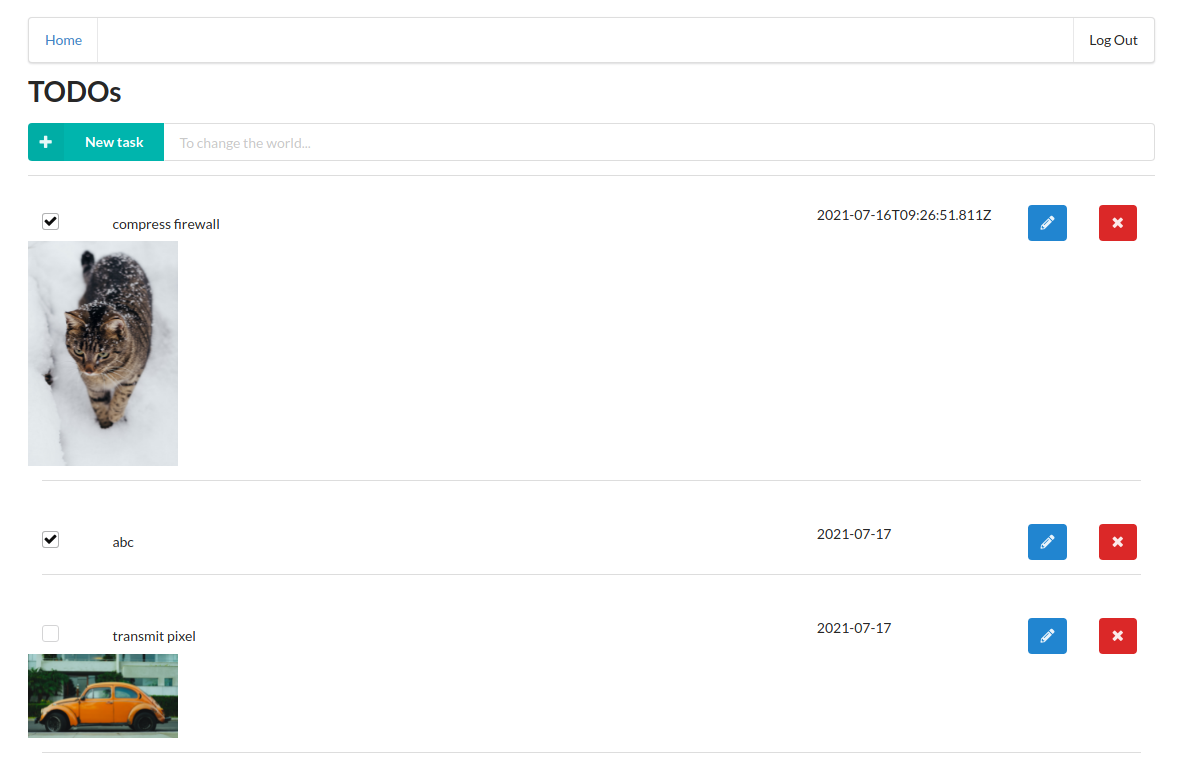 Home
Log Out
TODOs
New task
To change the world...
compress firewall
2021-07-16T09:26:51.811Z
abc
2021-07-17
transmit pixel
2021-07-17